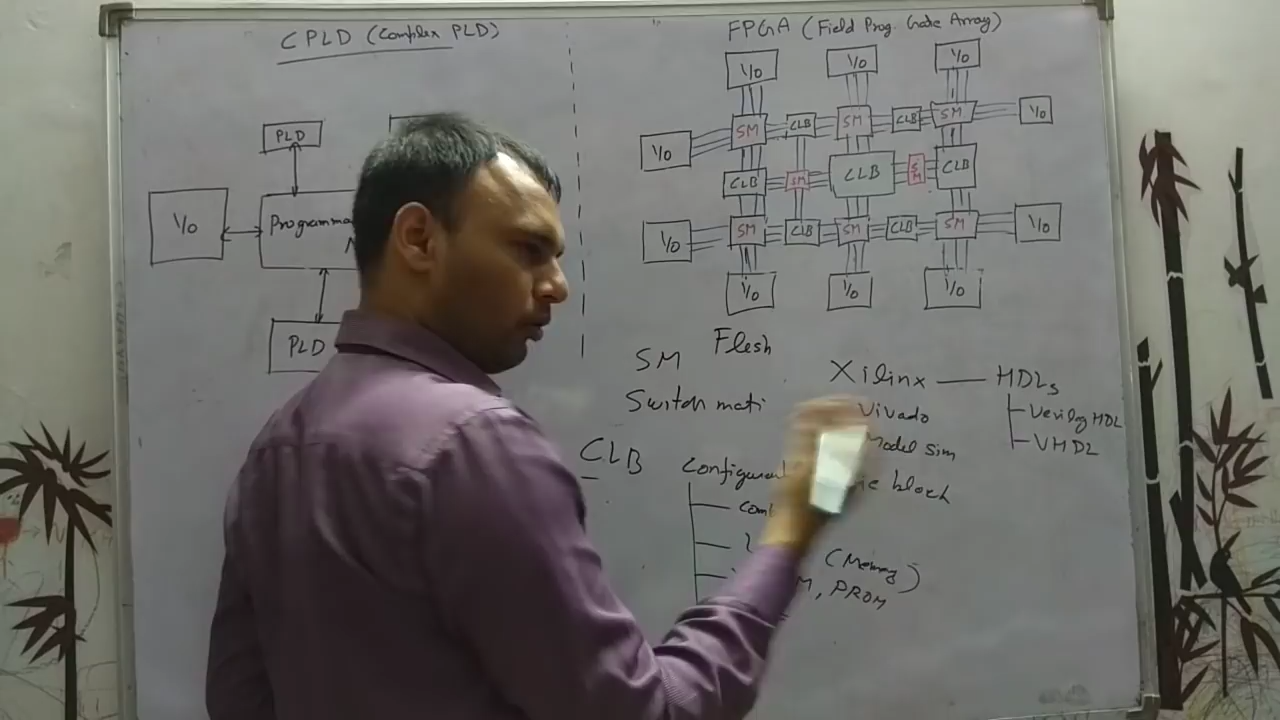 CPLD (Complex PLD)
PLD
I/O
Programma
N
PLD
FPGA (Field Prog. Gate Array)
I/O I/O I/O
I/O SM CLB SM CLB SM I/O
CLB SM CLB SM CLB
I/O SM CLB SM CLB SM I/O
I/O I/O I/O
SM Flesh
Switch mati
Xilinx — HDLs
Vivado Verilog HDL
Model sim VHDL
CLB block
(Memory)
M, PROM